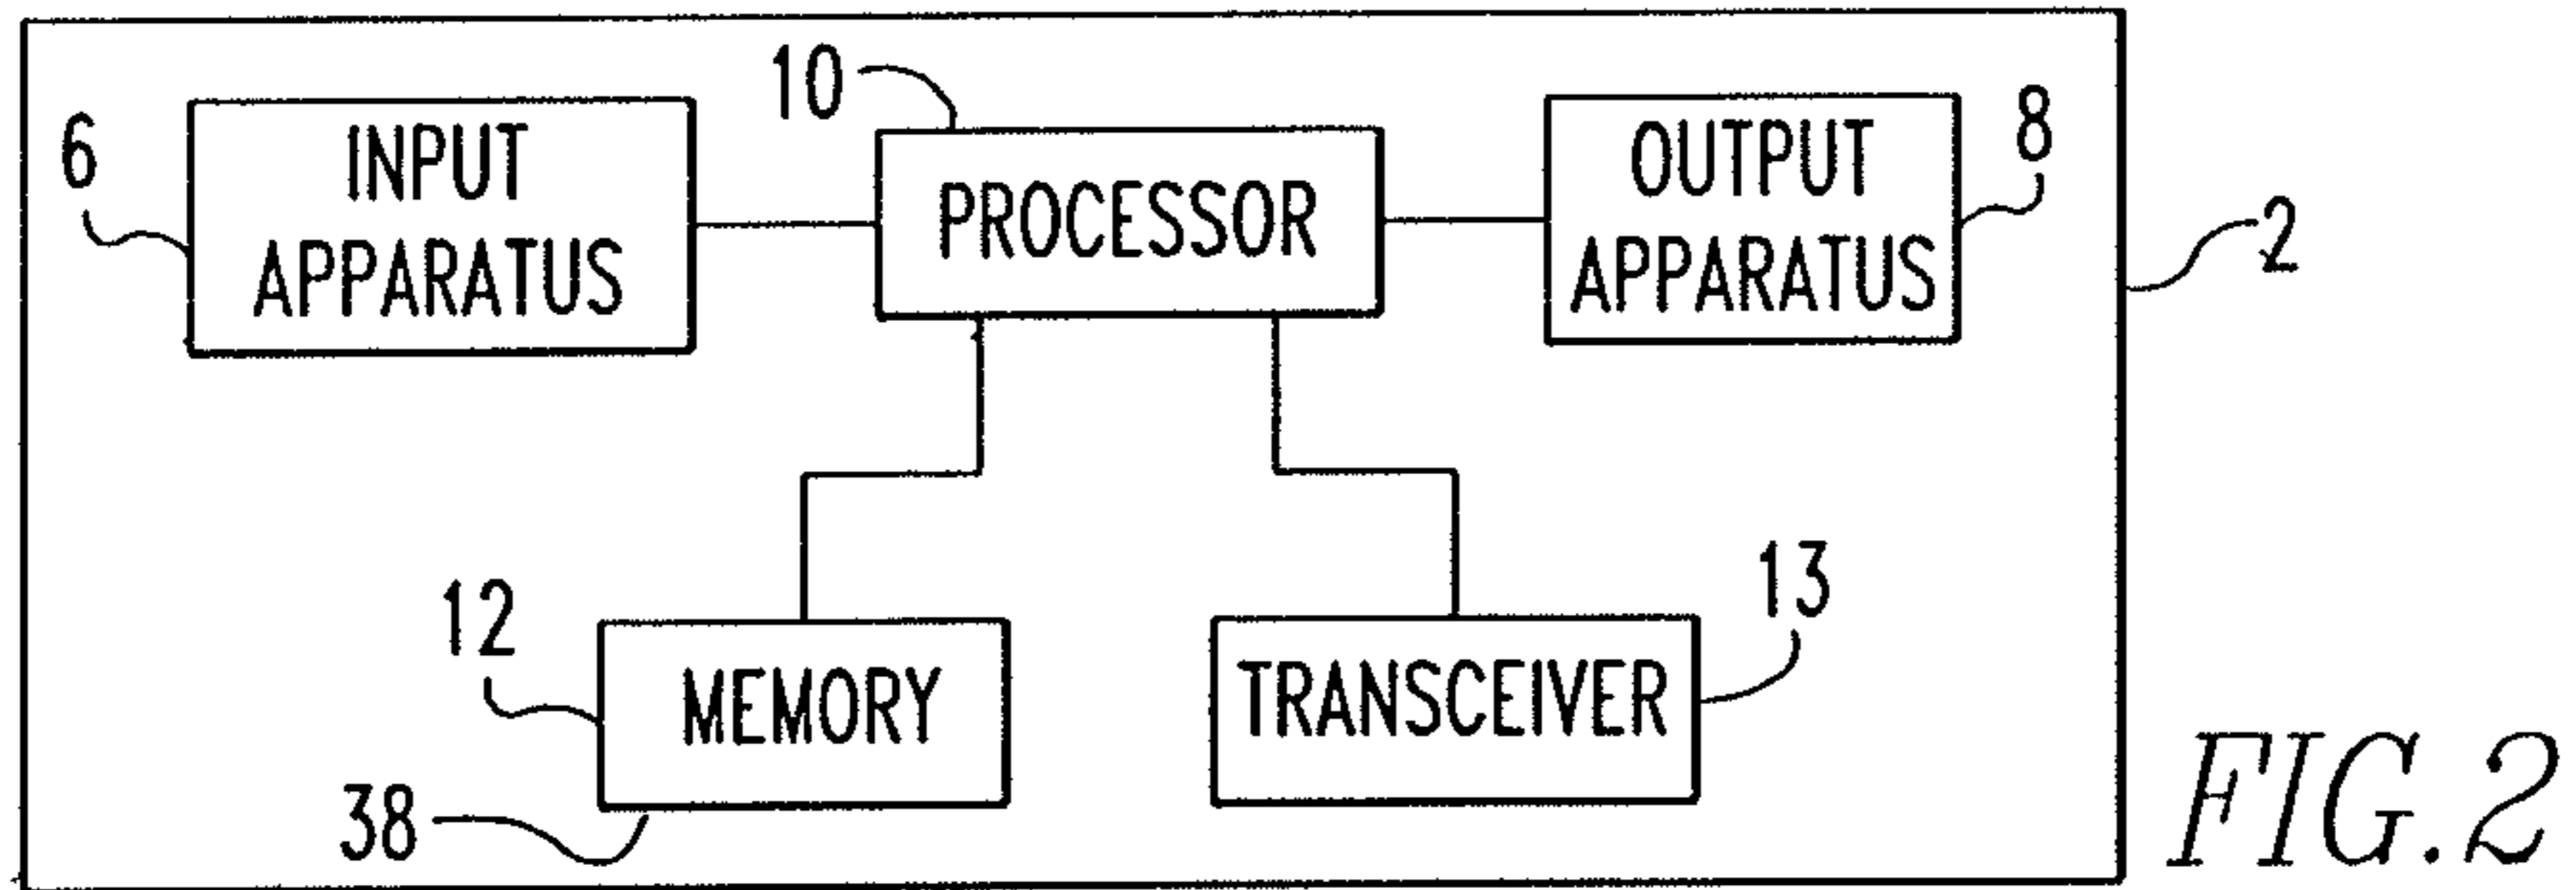 10
6
INPUT
APPARATUS
PROCESSOR
OUTPUT
APPARATUS
8
2
12
MEMORY
38
TRANSCEIVER
13
FIG.2